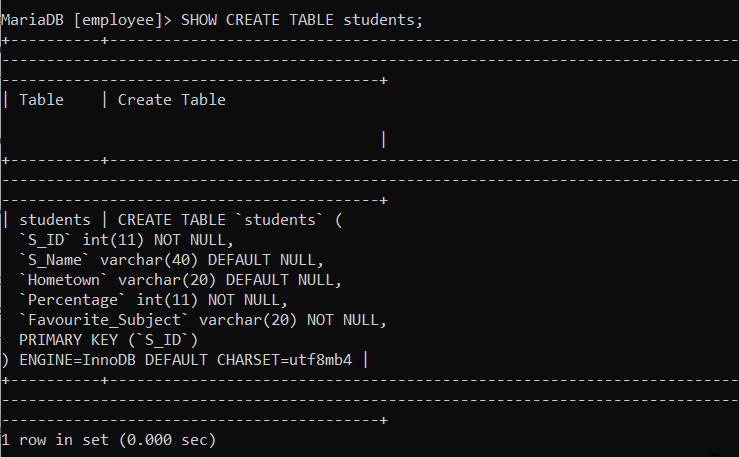 MariaDB [employee]> SHOW CREATE TABLE students;
+----------+---------------------------------------------------------------------
----------------------------------------------------------------------------------
------------------------------------------+
| Table    | Create Table
                                          |
+----------+---------------------------------------------------------------------
----------------------------------------------------------------------------------
------------------------------------------+
| students | CREATE TABLE `students` (
  `S_ID` int(11) NOT NULL,
  `S_Name` varchar(40) DEFAULT NULL,
  `Hometown` varchar(20) DEFAULT NULL,
  `Percentage` int(11) NOT NULL,
  `Favourite_Subject` varchar(20) NOT NULL,
  PRIMARY KEY (`S_ID`)
) ENGINE=InnoDB DEFAULT CHARSET=utf8mb4 |
+----------+---------------------------------------------------------------------
----------------------------------------------------------------------------------
------------------------------------------+
1 row in set (0.000 sec)